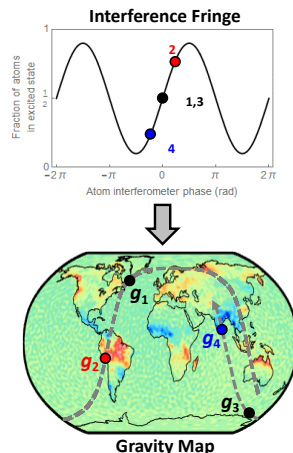 Interference Fringe
Fraction of atoms
in excited state
1
1/2
0
2
1,3
4
-2π -π 0 π 2π
Atom interferometer phase (rad)
g1
g2
g4
g3
Gravity Map